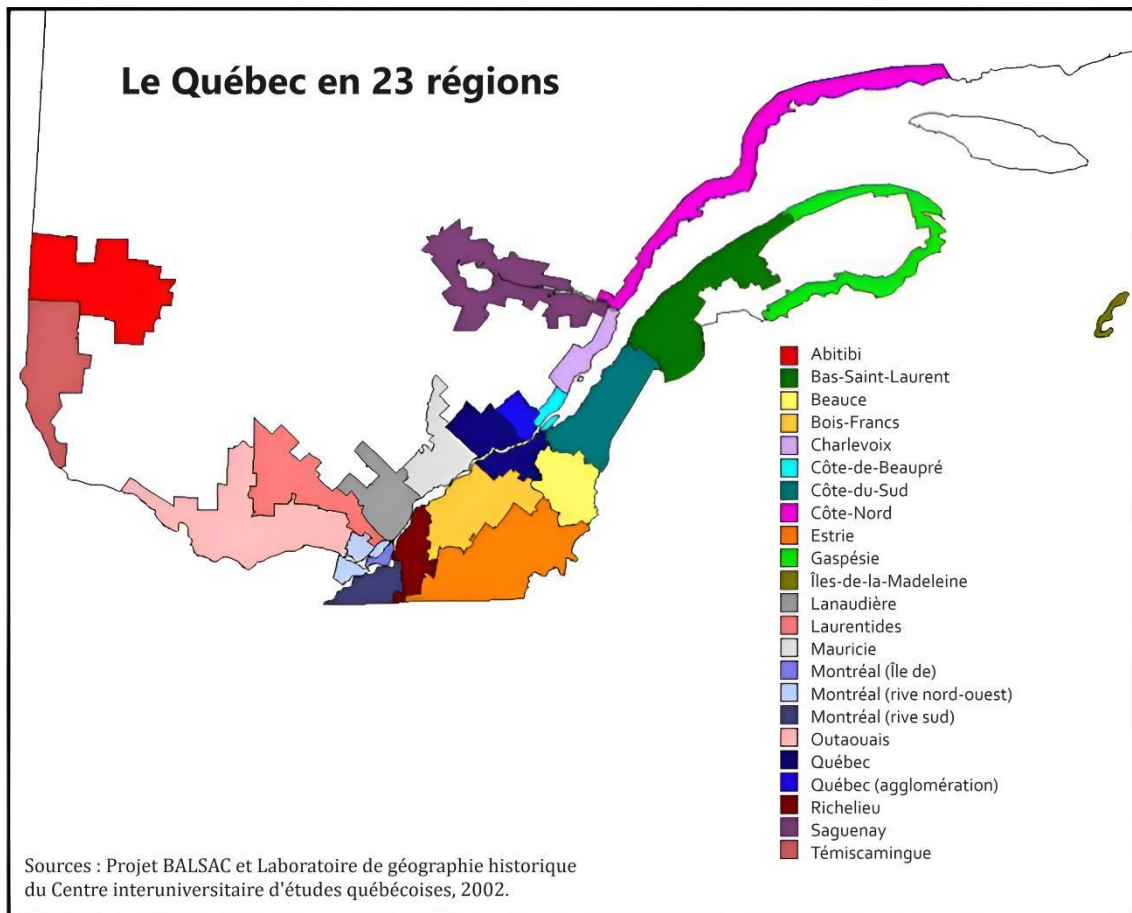 Le Québec en 23 régions
Abitibi
Bas-Saint-Laurent
Beauce
Bois-Francs
Charlevoix
Côte-de-Beaupré
Côte-du-Sud
Côte-Nord
Estrie
Gaspésie
Îles-de-la-Madeleine
Lanaudière
Laurentides
Mauricie
Montréal (Île de)
Montréal (rive nord-ouest)
Montréal (rive sud)
Outaouais
Québec
Québec (agglomération)
Richelieu
Saguenay
Témiscamingue
Sources : Projet BALSAC et Laboratoire de géographie historique
du Centre interuniversitaire d'études québécoises, 2002.